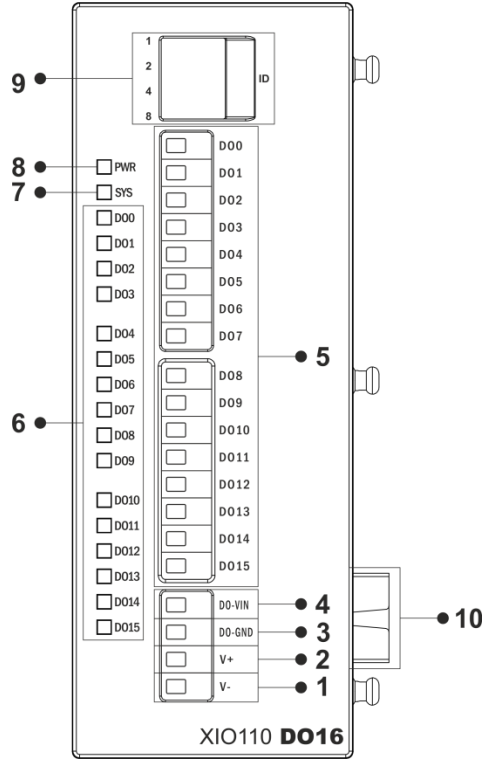 1
2
4
8
ID
9
8
PWR
7
SYS
DO0
DO1
DO2
DO3
DO4
DO5
DO6
DO7
DO8
DO9
DO10
DO11
DO12
DO13
DO14
DO15
6
DO0
DO1
DO2
DO3
DO4
DO5
DO6
DO7
DO8
DO9
DO10
DO11
DO12
DO13
DO14
DO15
5
DO-VIN 4
DO-GND 3
V+ 2
V- 1
10
XIO110 DO16